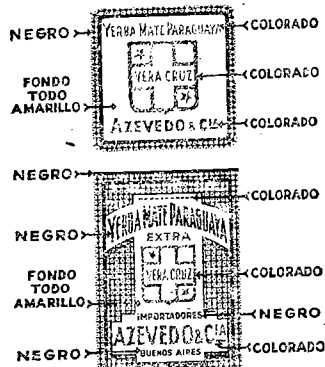 NEGRO
YERBA MATE PARAGUAYA
COLORADO
FONDO
TODO
AMARILLO
VERA CRUZ
COLORADO
AZEVEDO & CIA
COLORADO
NEGRO
COLORADO
NEGRO
YERBA MATE PARAGUAYA
EXTRA
FONDO
TODO
AMARILLO
VERA CRUZ
COLORADO
IMPORTADORES
NEGRO
AZEVEDO & CIA
COLORADO
NEGRO
BUENOS AIRES